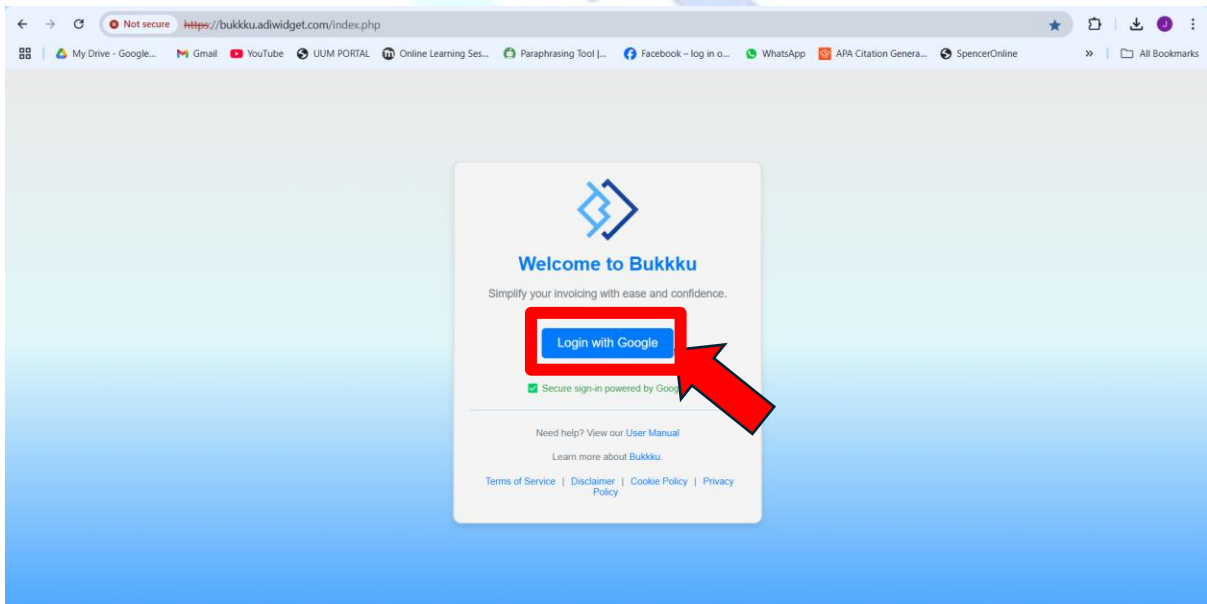 Not secure https://bukkku.adiwidget.com/index.php
My Drive - Google... Gmail YouTube UUM PORTAL Online Learning Ses... Paraphrasing Tool |... Facebook – log in o... WhatsApp APA Citation Genera... SpencerOnline » All Bookmarks
Welcome to Bukkku
Simplify your invoicing with ease and confidence.
Login with Google
Secure sign-in powered by Goog
Need help? View our User Manual
Learn more about Bukkku.
Terms of Service | Disclaimer | Cookie Policy | Privacy
Policy